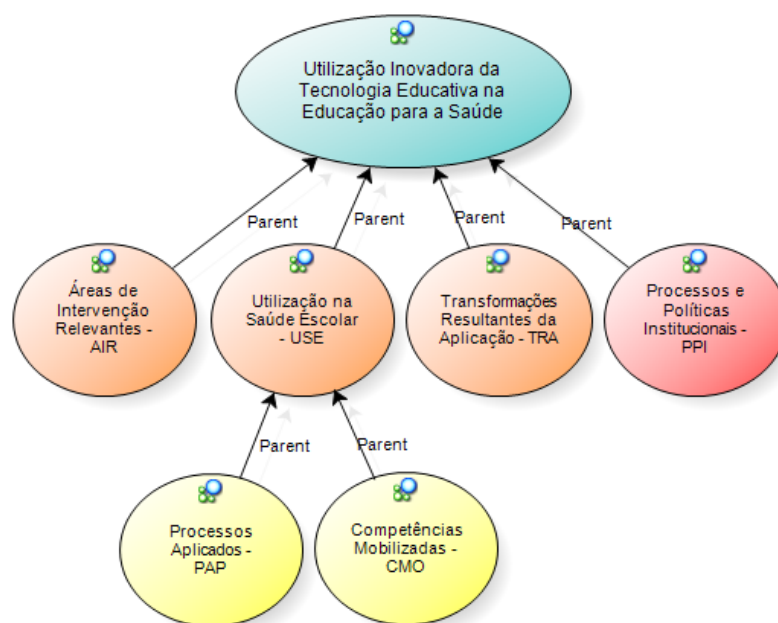 Utilização Inovadora da
Tecnologia Educativa na
Educação para a Saúde
Parent
Parent
Parent
Parent
Áreas de
Intervenção
Relevantes -
AIR
Utilização na
Saúde Escolar
- USE
Transformações
Resultantes da
Aplicação - TRA
Processos e
Políticas
Institucionais -
PPI
Parent
Parent
Processos
Aplicados -
PAP
Competências
Mobilizadas -
CMO